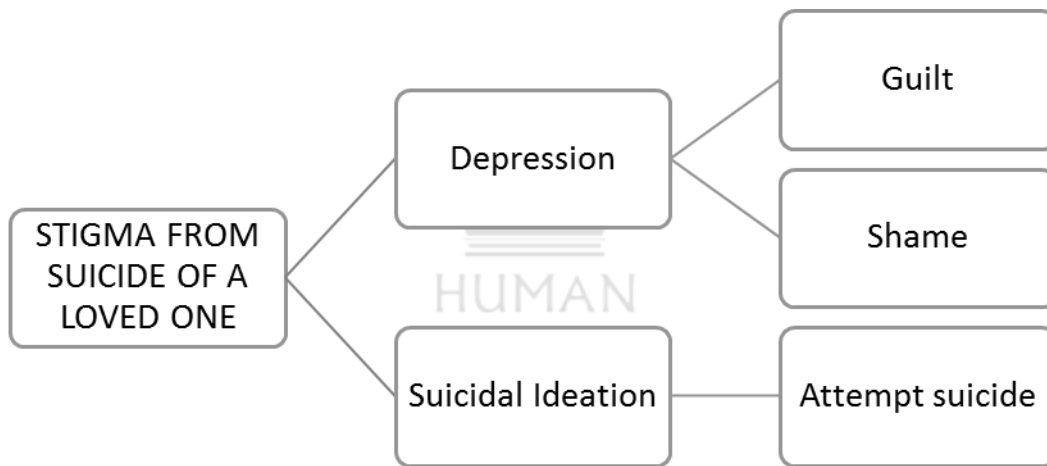 STIGMA FROM
SUICIDE OF A
LOVED ONE
Depression
Suicidal Ideation
Guilt
Shame
Attempt suicide
HUMAN